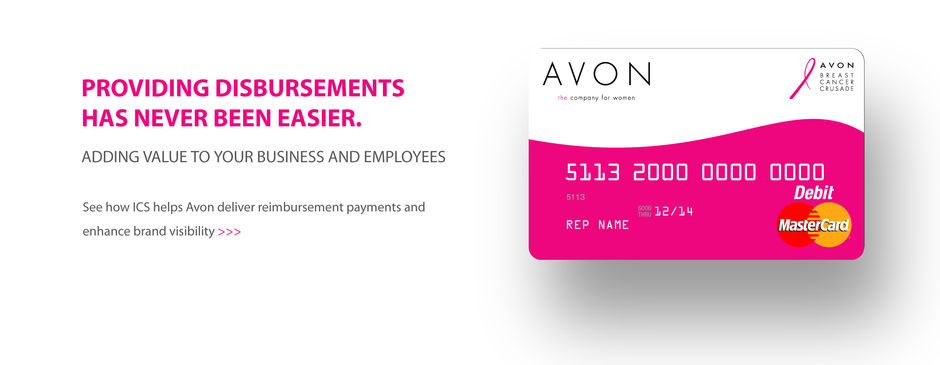 PROVIDING DISBURSEMENTS
HAS NEVER BEEN EASIER.
ADDING VALUE TO YOUR BUSINESS AND EMPLOYEES
See how ICS helps Avon deliver reimbursement payments and
enhance brand visibility >>>
AVON
the company for women
AVON
BREAST
CANCER
CRUSADE
5113 2000 0000 0000
5113
Debit
GOOD
THRU 12/14
REP NAME
MasterCard